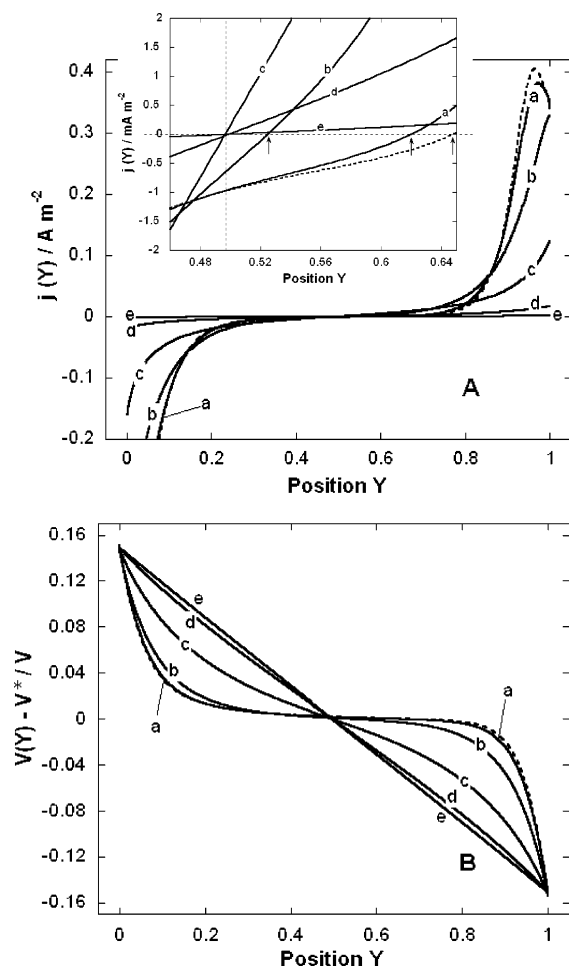 2
1.5
1
0.5
0
-0.5
-1
-1.5
-2
j (Y) / mA m⁻²
0.48 0.52 0.56 0.6 0.64
Position Y
c
b
d
a
e
0.4
0.3
0.2
0.1
0
-0.1
-0.2
j (Y) / A m⁻²
a
b
c
d
e
e
d
c
b
a
A
0 0.2 0.4 0.6 0.8 1
Position Y
0.16
0.12
0.08
0.04
0
-0.04
-0.08
-0.12
-0.16
V(Y) - V* / V
e
d
c
b
a
a
b
c
d
e
B
0 0.2 0.4 0.6 0.8 1
Position Y